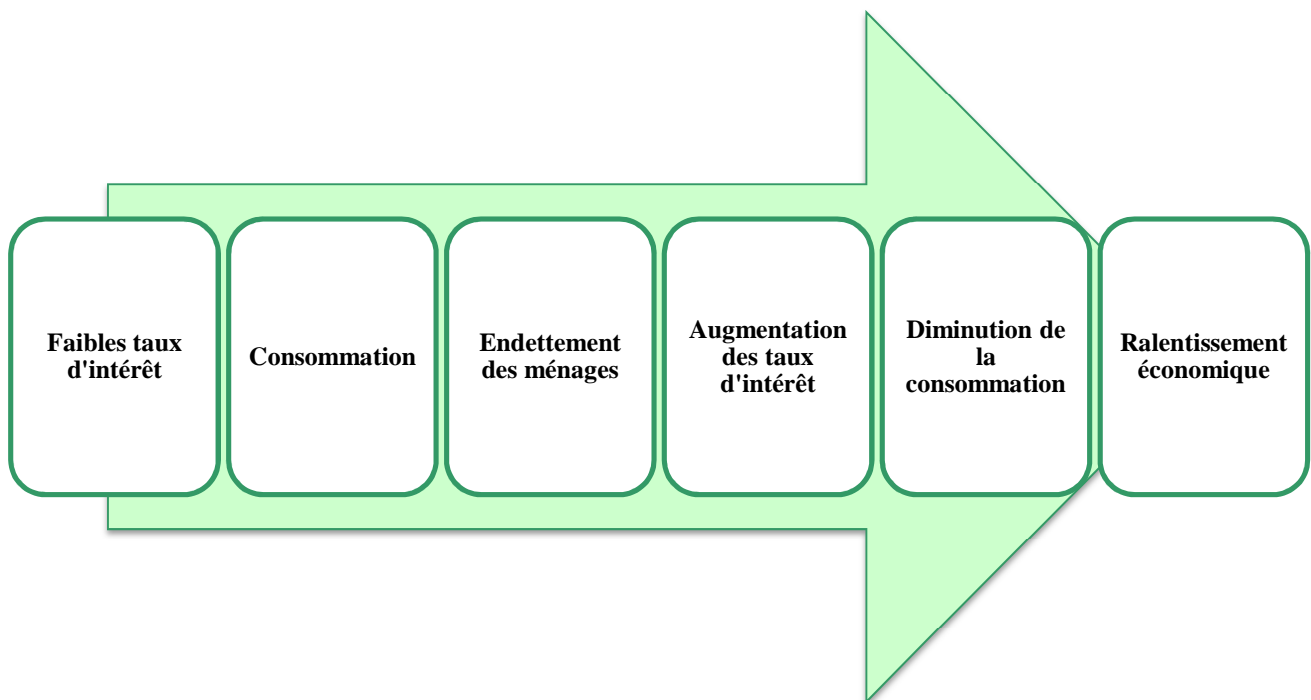 Faibles taux
d'intérêt
Consommation
Endettement
des ménages
Augmentation
des taux
d'intérêt
Diminution de
la
consommation
Ralentissement
économique